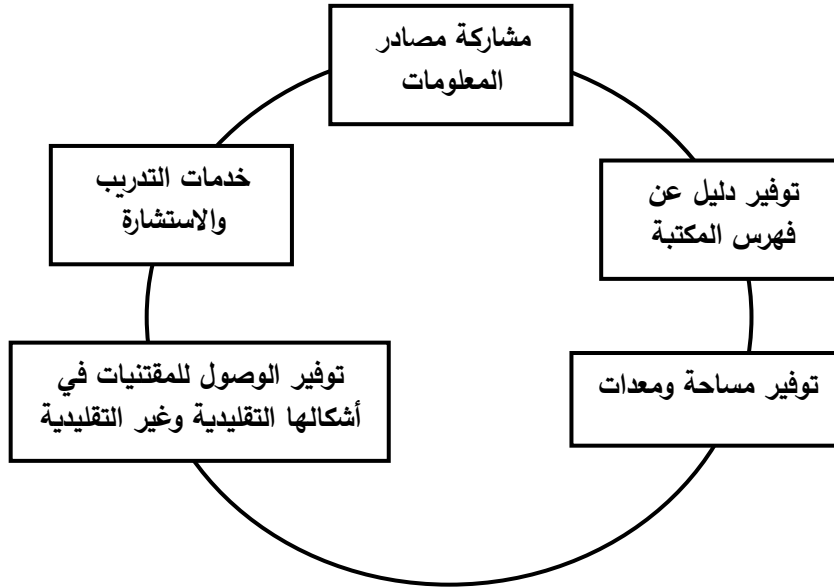 مشاركة مصادر
المعلومات
توفير دليل عن
فهرس المكتبة
خدمات التدريب
والاستشارة
توفير مساحة ومعدات
توفير الوصول للمقتنيات في
أشكالها التقليدية وغير التقليدية